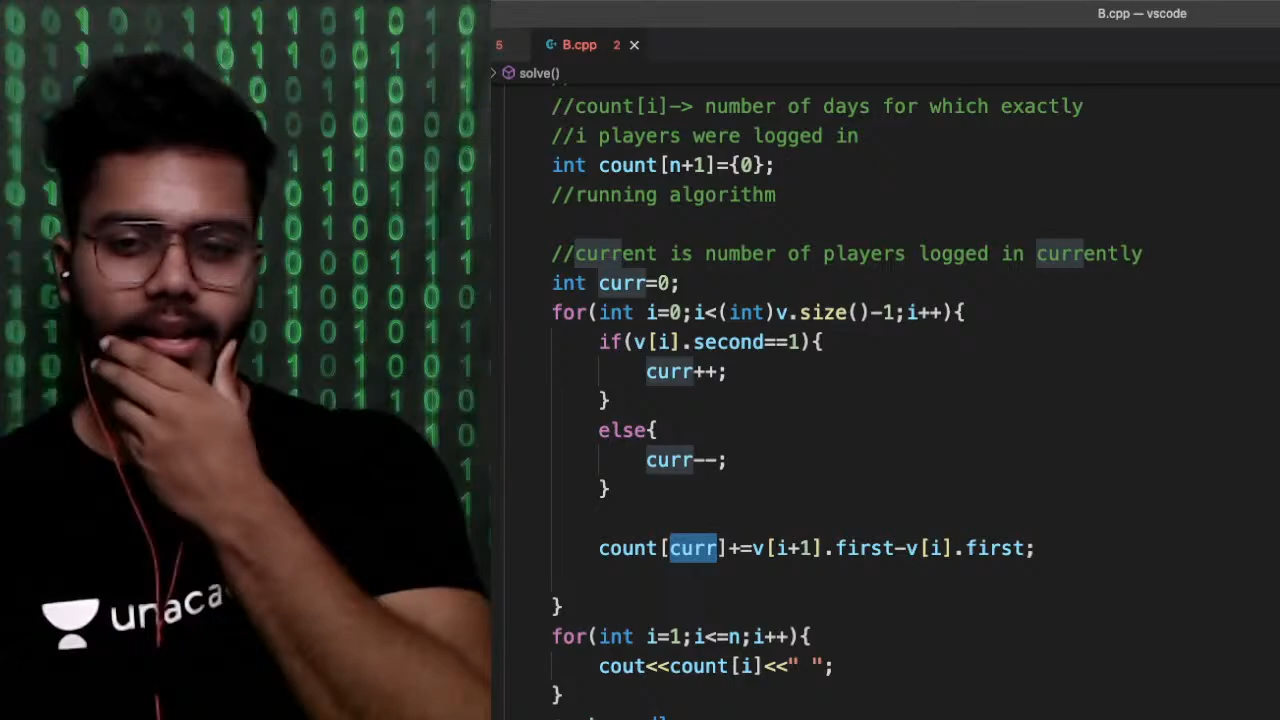 B.cpp — vscode
5 B.cpp 2
solve()
//count[i]-> number of days for which exactly
//i players were logged in
int count[n+1]={0};
//running algorithm
//current is number of players logged in currently
int curr=0;
for(int i=0;i<(int)v.size()-1;i++){
if(v[i].second==1){
curr++;
}
else{
curr--;
}
count[curr]+=v[i+1].first-v[i].first;
}
for(int i=1;i<=n;i++){
cout<<count[i]<<" ";
}
unaca